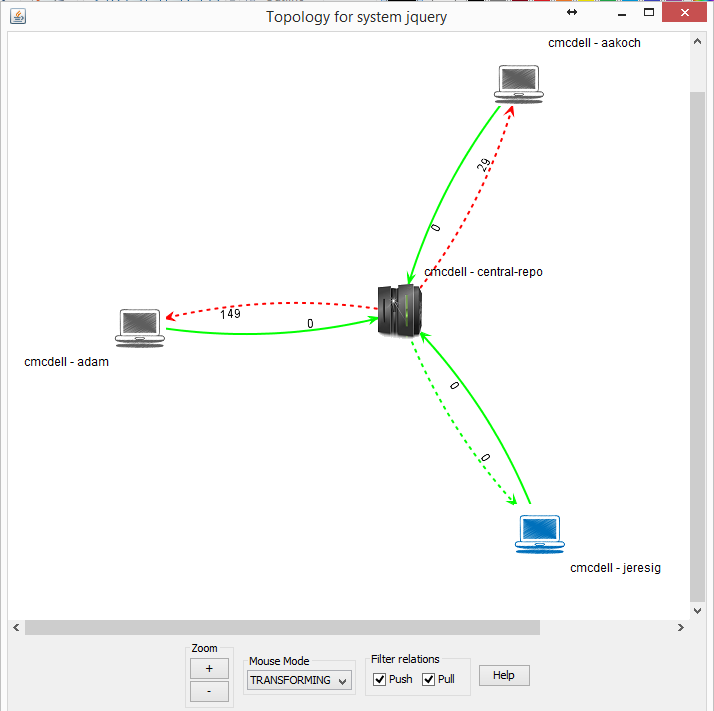 Topology for system jquery
cmcdell - aakoch
29
0
cmcdell - central-repo
149
0
cmcdell - adam
0
0
cmcdell - jeresig
Zoom
+
-
Mouse Mode
TRANSFORMING
Filter relations
Push Pull
Help